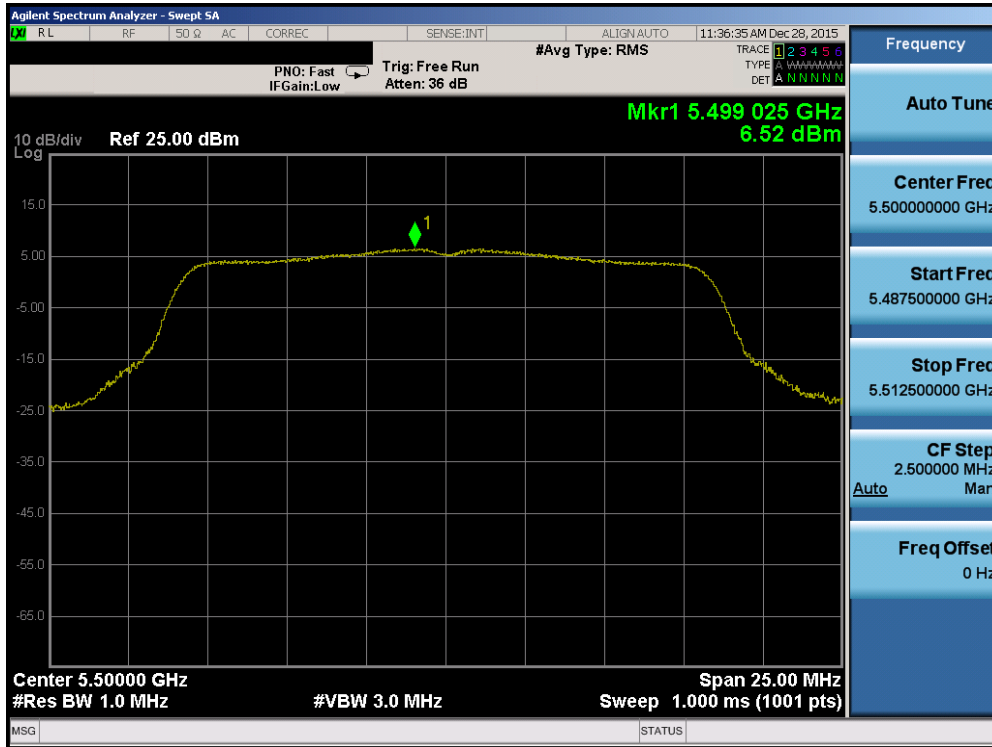 Agilent Spectrum Analyzer - Swept SA
LXI RL RF 50 Ω AC CORREC SENSE:INT ALIGN AUTO 11:36:35 AM Dec 28, 2015
#Avg Type: RMS TRACE 1 2 3 4 5 6
PNO: Fast Trig: Free Run TYPE A WWWWW
IFGain:Low Atten: 36 dB DET A N N N N N
Mkr1 5.499 025 GHz
6.52 dBm
10 dB/div Ref 25.00 dBm
Log
1
15.0
5.00
-5.00
-15.0
-25.0
-35.0
-45.0
-55.0
-65.0
Center 5.50000 GHz Span 25.00 MHz
#Res BW 1.0 MHz #VBW 3.0 MHz Sweep 1.000 ms (1001 pts)
MSG STATUS
Frequency
Auto Tune
Center Freq
5.500000000 GHz
Start Freq
5.487500000 GHz
Stop Freq
5.512500000 GHz
CF Step
2.500000 MHz
Auto Man
Freq Offset
0 Hz